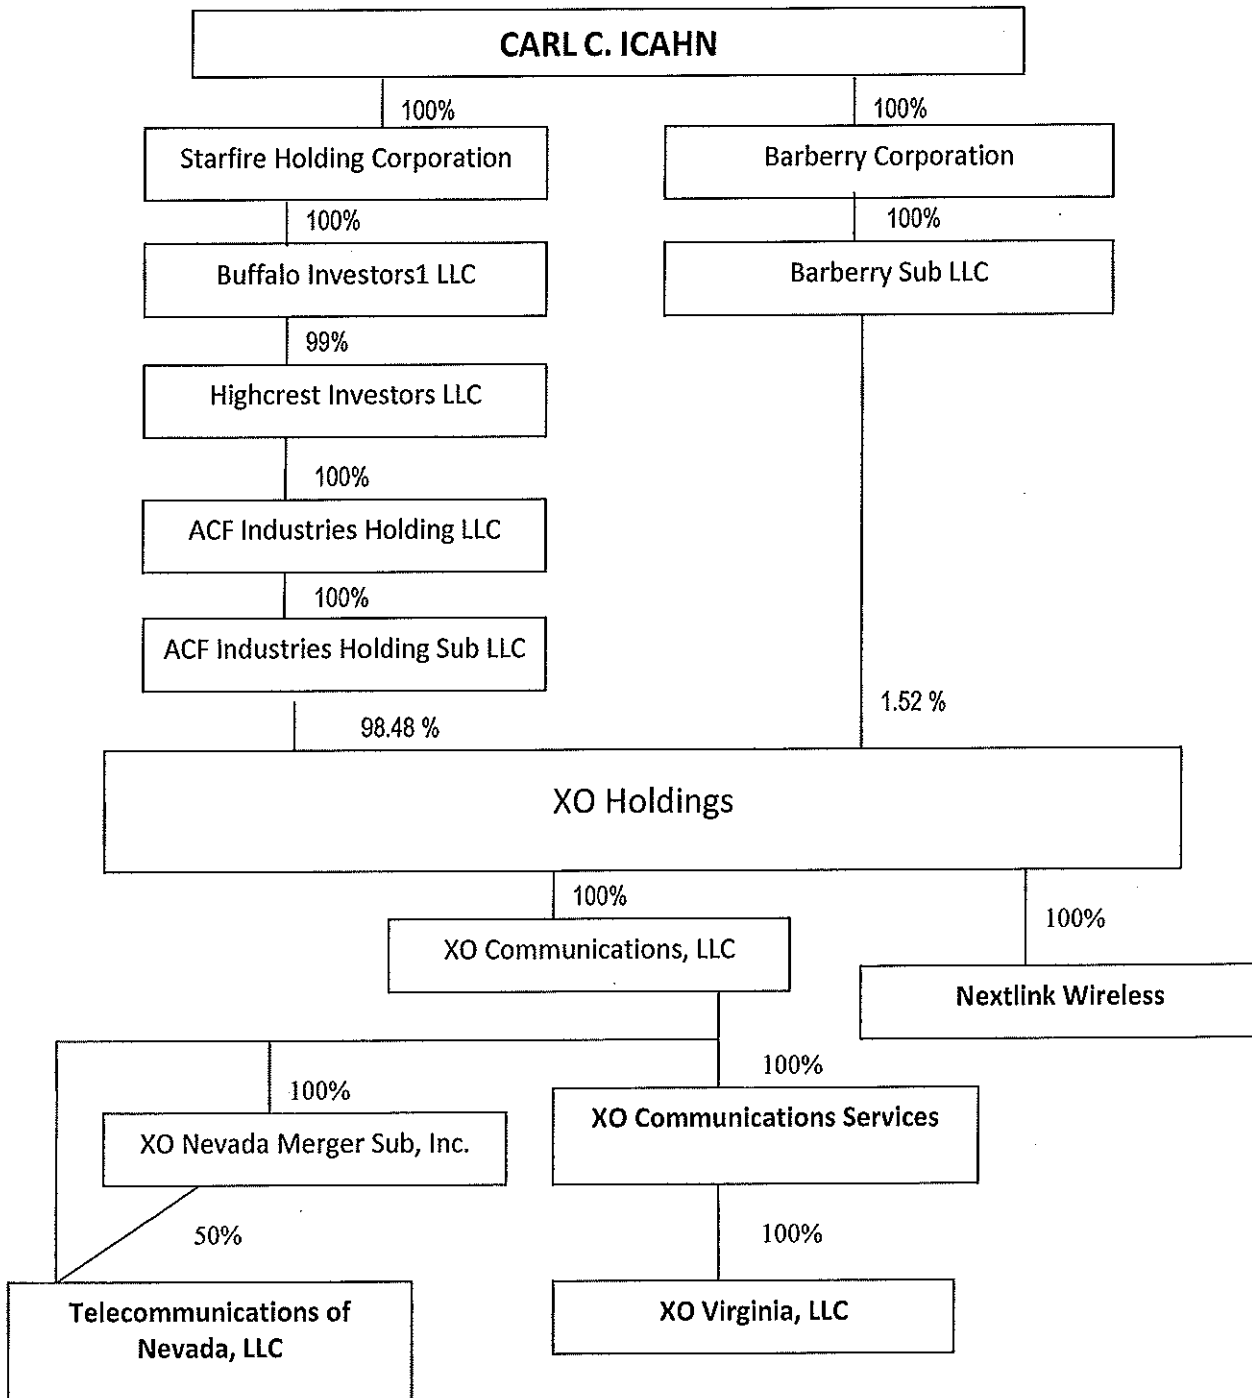 CARL C. ICAHN
100%
100%
Starfire Holding Corporation
Barberry Corporation
100%
100%
Buffalo Investors1 LLC
Barberry Sub LLC
99%
Highcrest Investors LLC
100%
ACF Industries Holding LLC
100%
ACF Industries Holding Sub LLC
98.48 %
1.52 %
XO Holdings
100%
100%
XO Communications, LLC
Nextlink Wireless
100%
100%
XO Nevada Merger Sub, Inc.
XO Communications Services
50%
100%
Telecommunications of
Nevada, LLC
XO Virginia, LLC